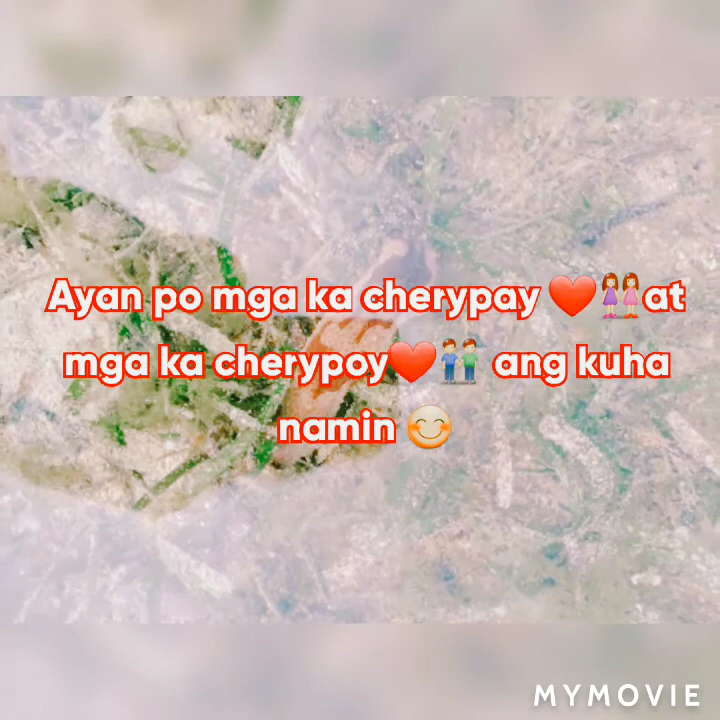 Ayan po mga ka cherypay ❤️👭at
mga ka cherypoy❤️👬 ang kuha
namin 😊
MYMOVIE